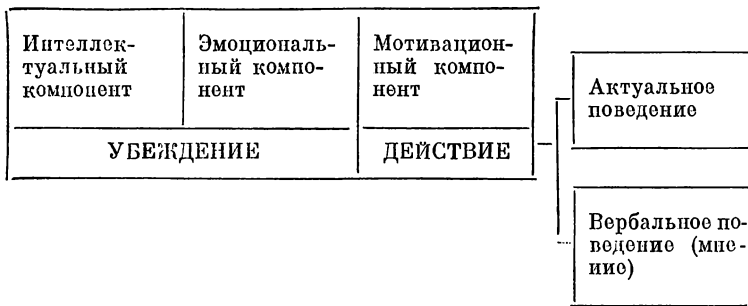 Интеллек-
туальный
компонент
Эмоциональ-
ный компо-
нент
Мотивацион-
ный компо-
нент
УБЕЖДЕНИЕ
ДЕЙСТВИЕ
Актуальное
поведение
Вербальное по-
ведение (мне-
ние)